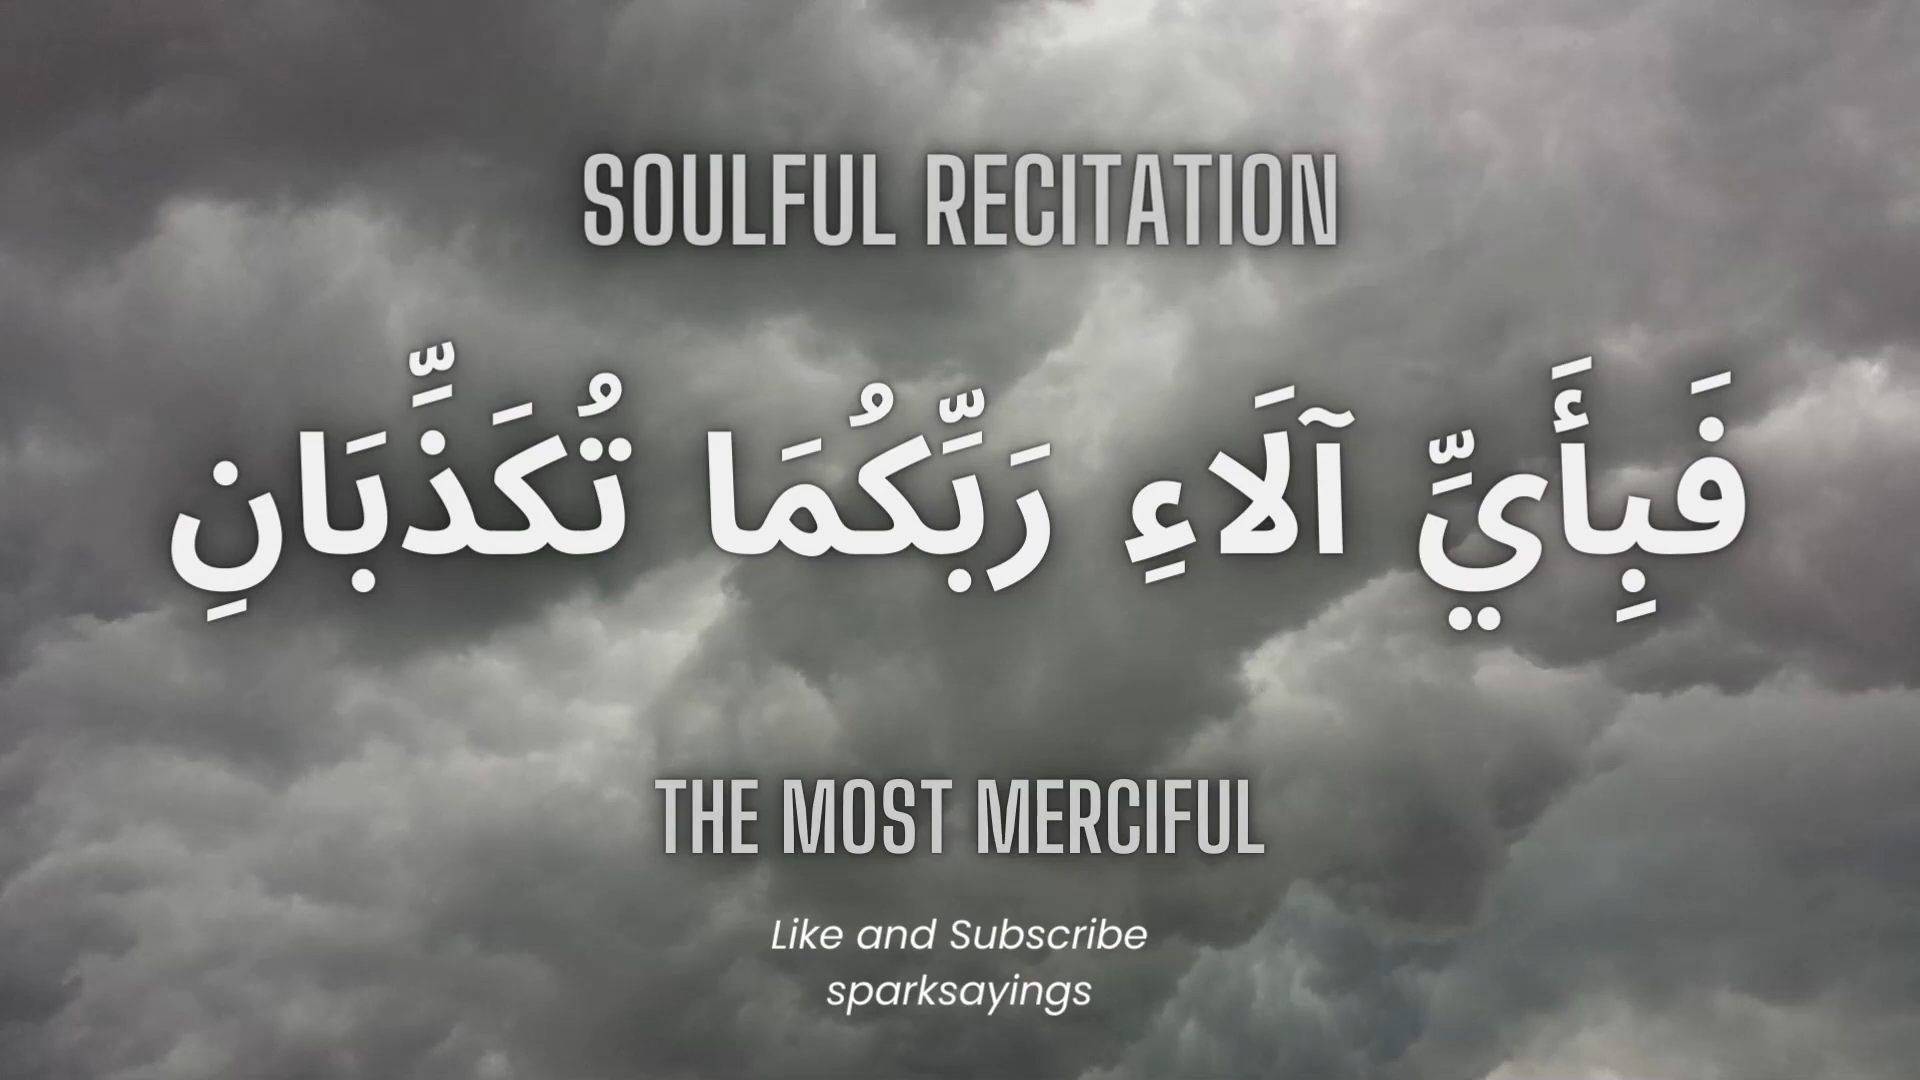 SOULFUL RECITATION
فَبِأَيِّ آلَاءِ رَبِّكُمَا تُكَذِّبَانِ
THE MOST MERCIFUL
Like and Subscribe
sparksayings